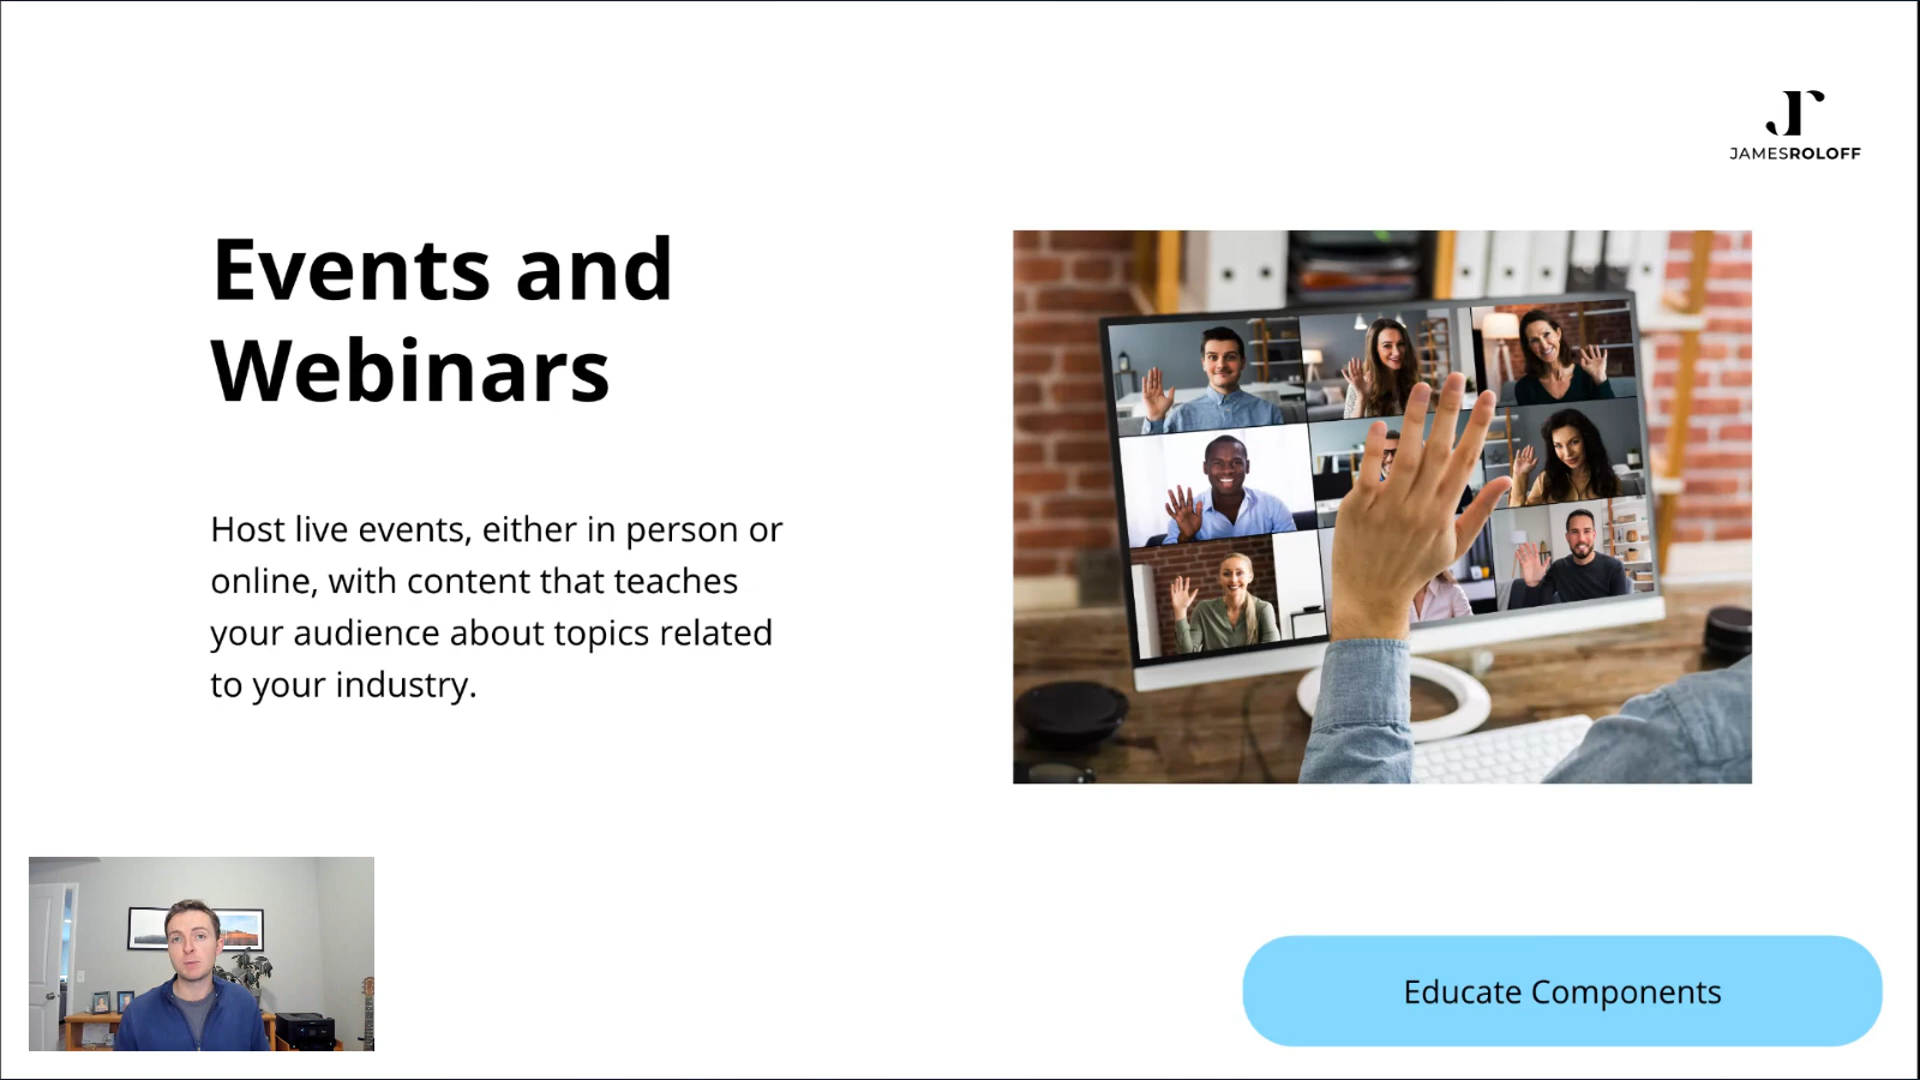 Jr
JAMESROLOFF
Events and
Webinars
Host live events, either in person or
online, with content that teaches
your audience about topics related
to your industry.
Educate Components